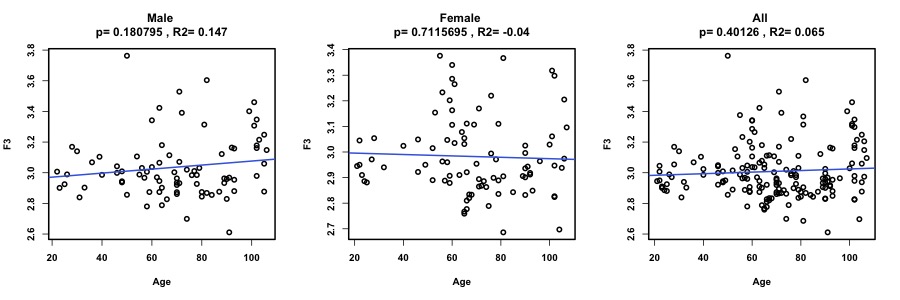 Male
p= 0.180795 , R2= 0.147
F3
3.8
3.6
3.4
3.2
3.0
2.8
2.6
20 40 60 80 100
Age
Female
p= 0.7115695 , R2= -0.04
F3
3.4
3.3
3.2
3.1
3.0
2.9
2.8
2.7
20 40 60 80 100
Age
All
p= 0.40126 , R2= 0.065
F3
3.8
3.6
3.4
3.2
3.0
2.8
2.6
20 40 60 80 100
Age